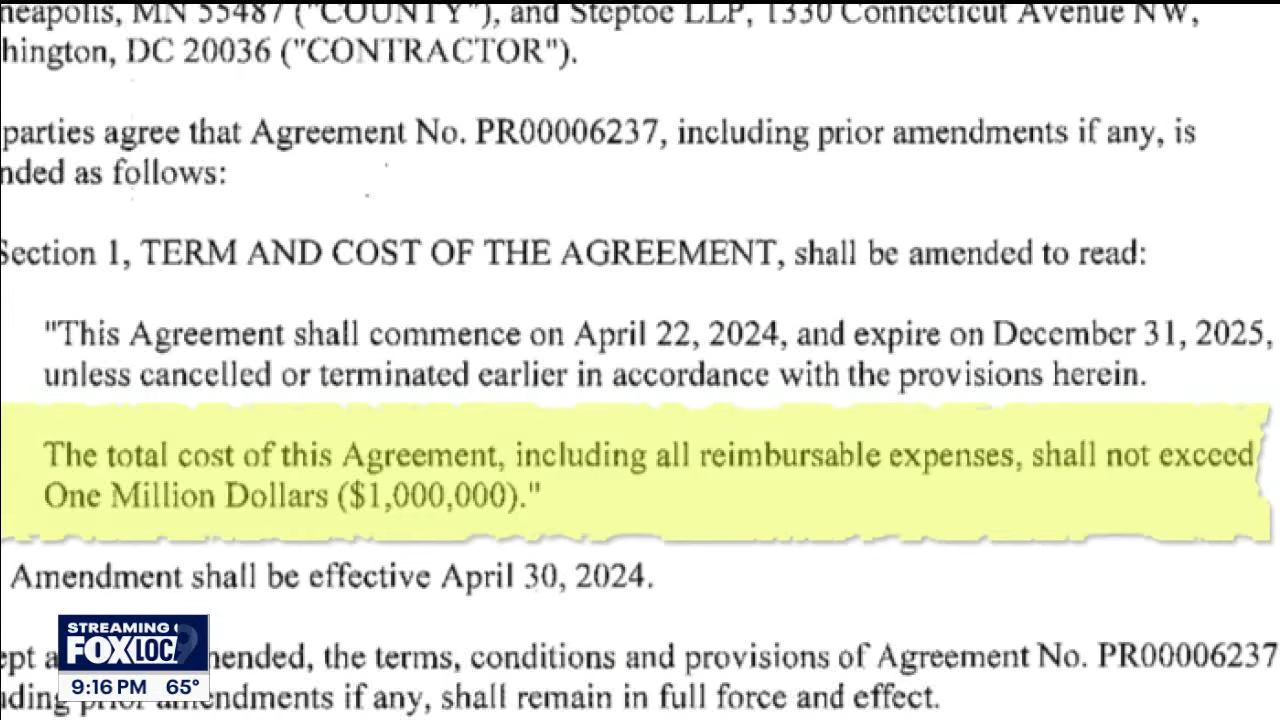 neapolis, MN 55487 ("COUNTY"), and Steptoe LLP, 1330 Connecticut Avenue NW,
hington, DC 20036 ("CONTRACTOR").
parties agree that Agreement No. PR00006237, including prior amendments if any, is
nded as follows:
Section 1, TERM AND COST OF THE AGREEMENT, shall be amended to read:
"This Agreement shall commence on April 22, 2024, and expire on December 31, 2025,
unless cancelled or terminated earlier in accordance with the provisions herein.
The total cost of this Agreement, including all reimbursable expenses, shall not exceed
One Million Dollars ($1,000,000)."
Amendment shall be effective April 30, 2024.
ept a mended, the terms, conditions and provisions of Agreement No. PR00006237
uding prior amendments if any, shall remain in full force and effect.
STREAMING
FOX LOC 9
9:16 PM 65°